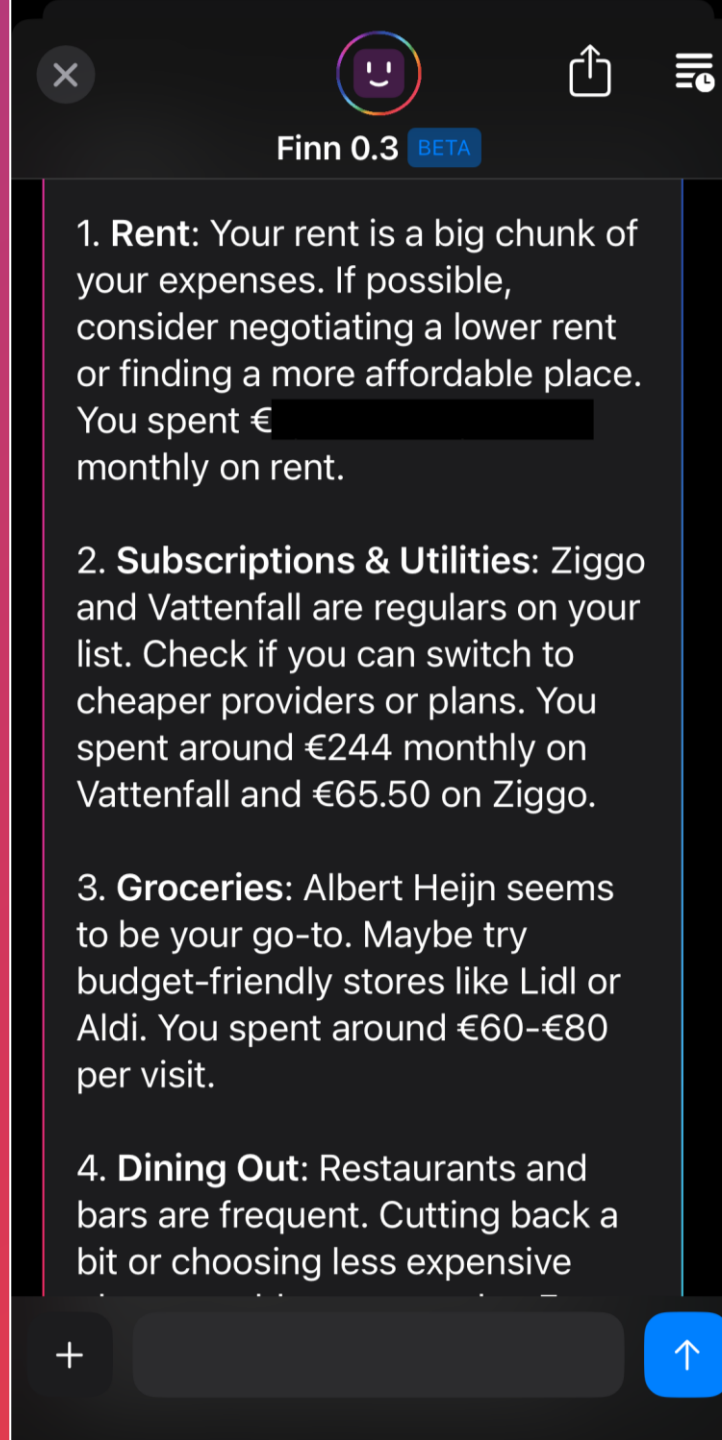 Finn 0.3 BETA
1. Rent: Your rent is a big chunk of
your expenses. If possible,
consider negotiating a lower rent
or finding a more affordable place.
You spent €
monthly on rent.
2. Subscriptions & Utilities: Ziggo
and Vattenfall are regulars on your
list. Check if you can switch to
cheaper providers or plans. You
spent around €244 monthly on
Vattenfall and €65.50 on Ziggo.
3. Groceries: Albert Heijn seems
to be your go-to. Maybe try
budget-friendly stores like Lidl or
Aldi. You spent around €60-€80
per visit.
4. Dining Out: Restaurants and
bars are frequent. Cutting back a
bit or choosing less expensive